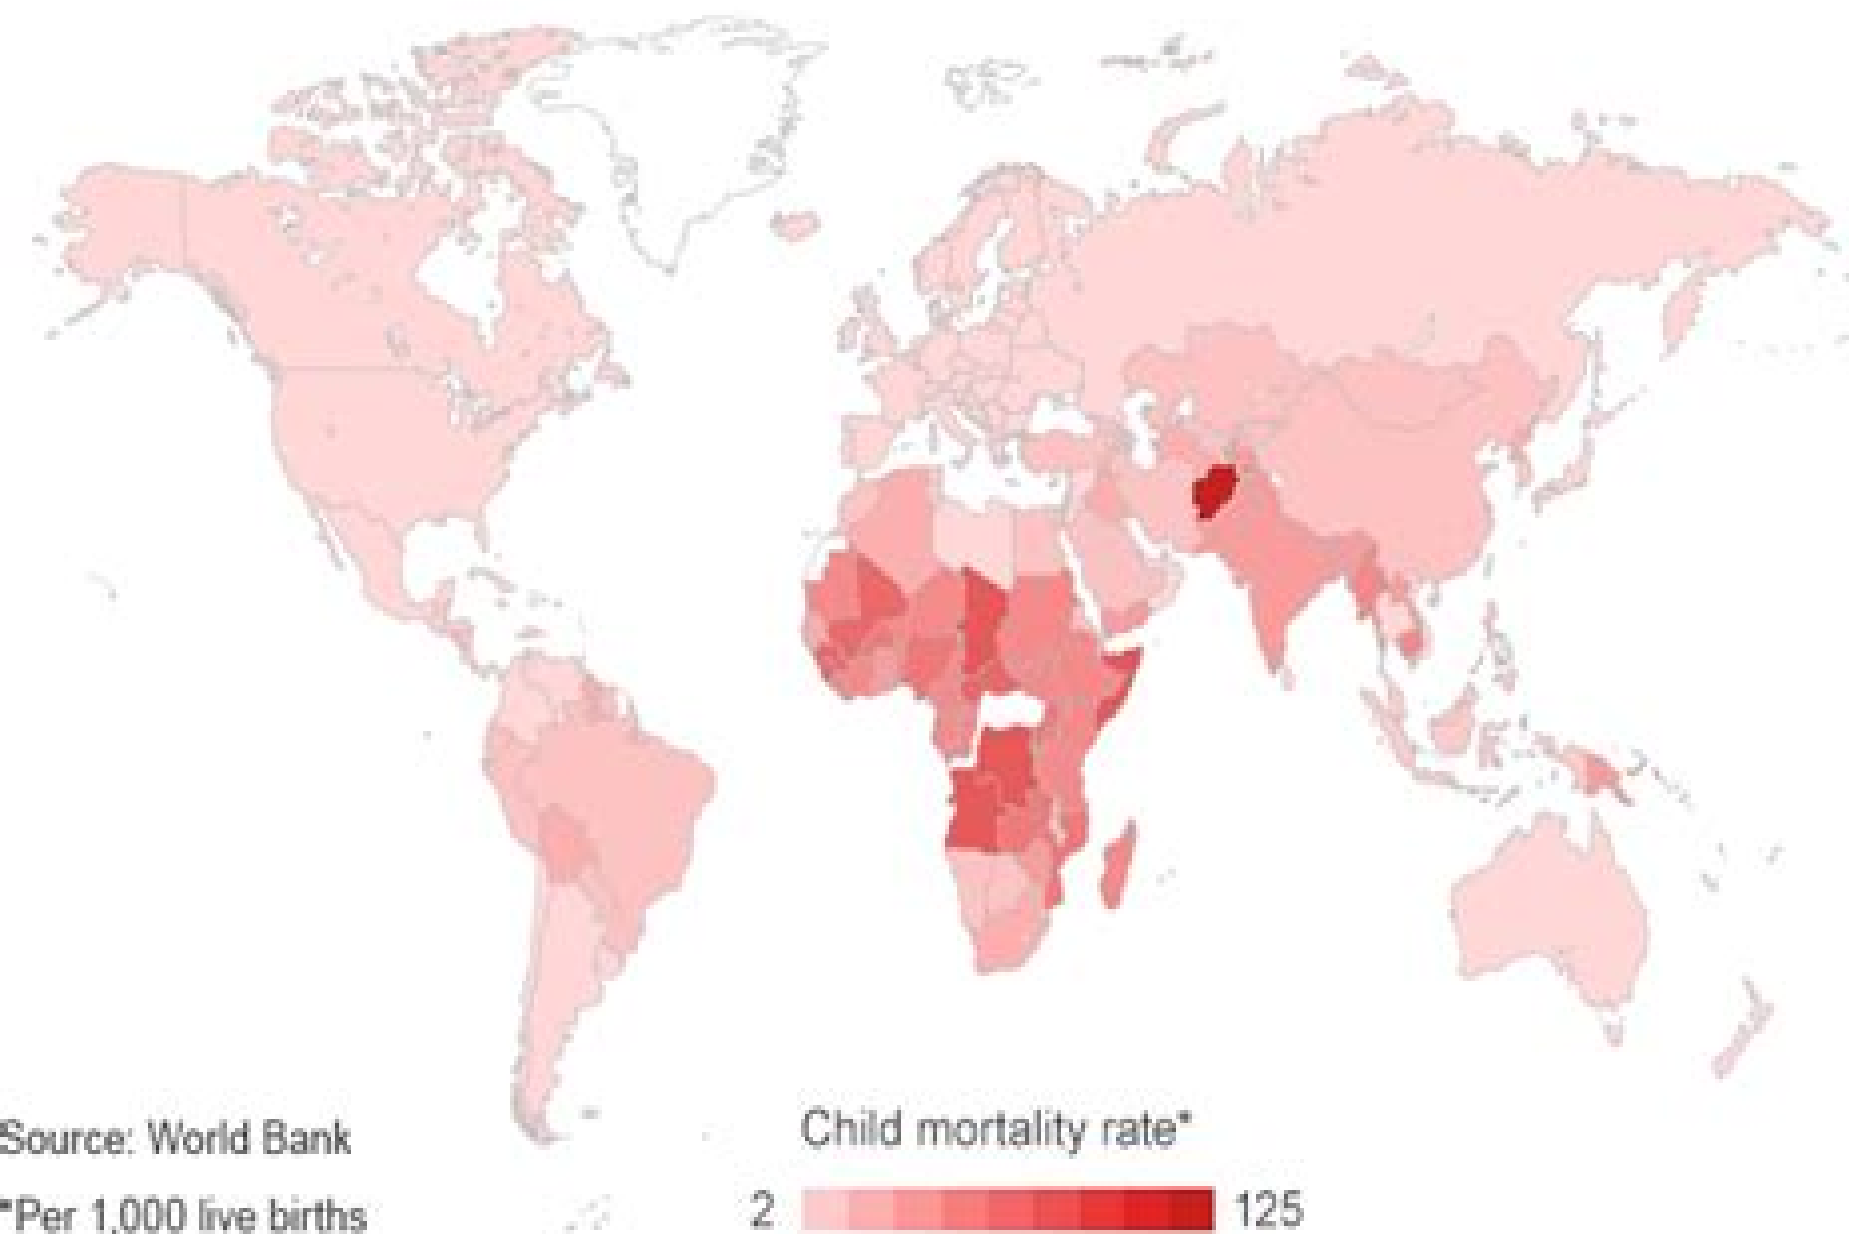 Source: World Bank
*Per 1,000 live births
Child mortality rate*
2 125